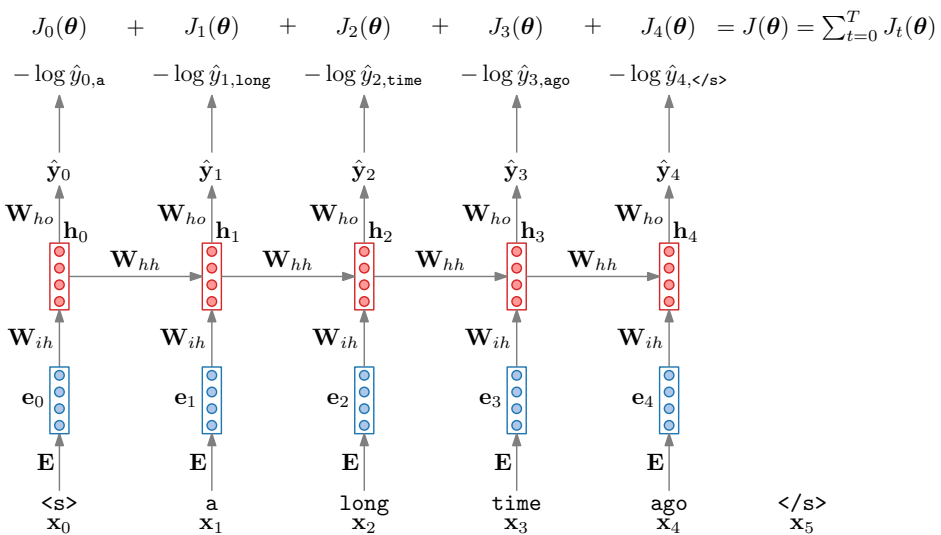 J₀(θ) + J₁(θ) + J₂(θ) + J₃(θ) + J₄(θ) = J(θ) = ∑ᵀₜ₌₀ Jₜ(θ)
− log ŷ₀,a − log ŷ₁,long − log ŷ₂,time − log ŷ₃,ago − log ŷ₄,</s>
ŷ₀ ŷ₁ ŷ₂ ŷ₃ ŷ₄
W_ho W_ho W_ho W_ho W_ho
h₀ h₁ h₂ h₃ h₄
W_hh W_hh W_hh W_hh
W_ih W_ih W_ih W_ih W_ih
e₀ e₁ e₂ e₃ e₄
E E E E E
<s> a long time ago </s>
x₀ x₁ x₂ x₃ x₄ x₅